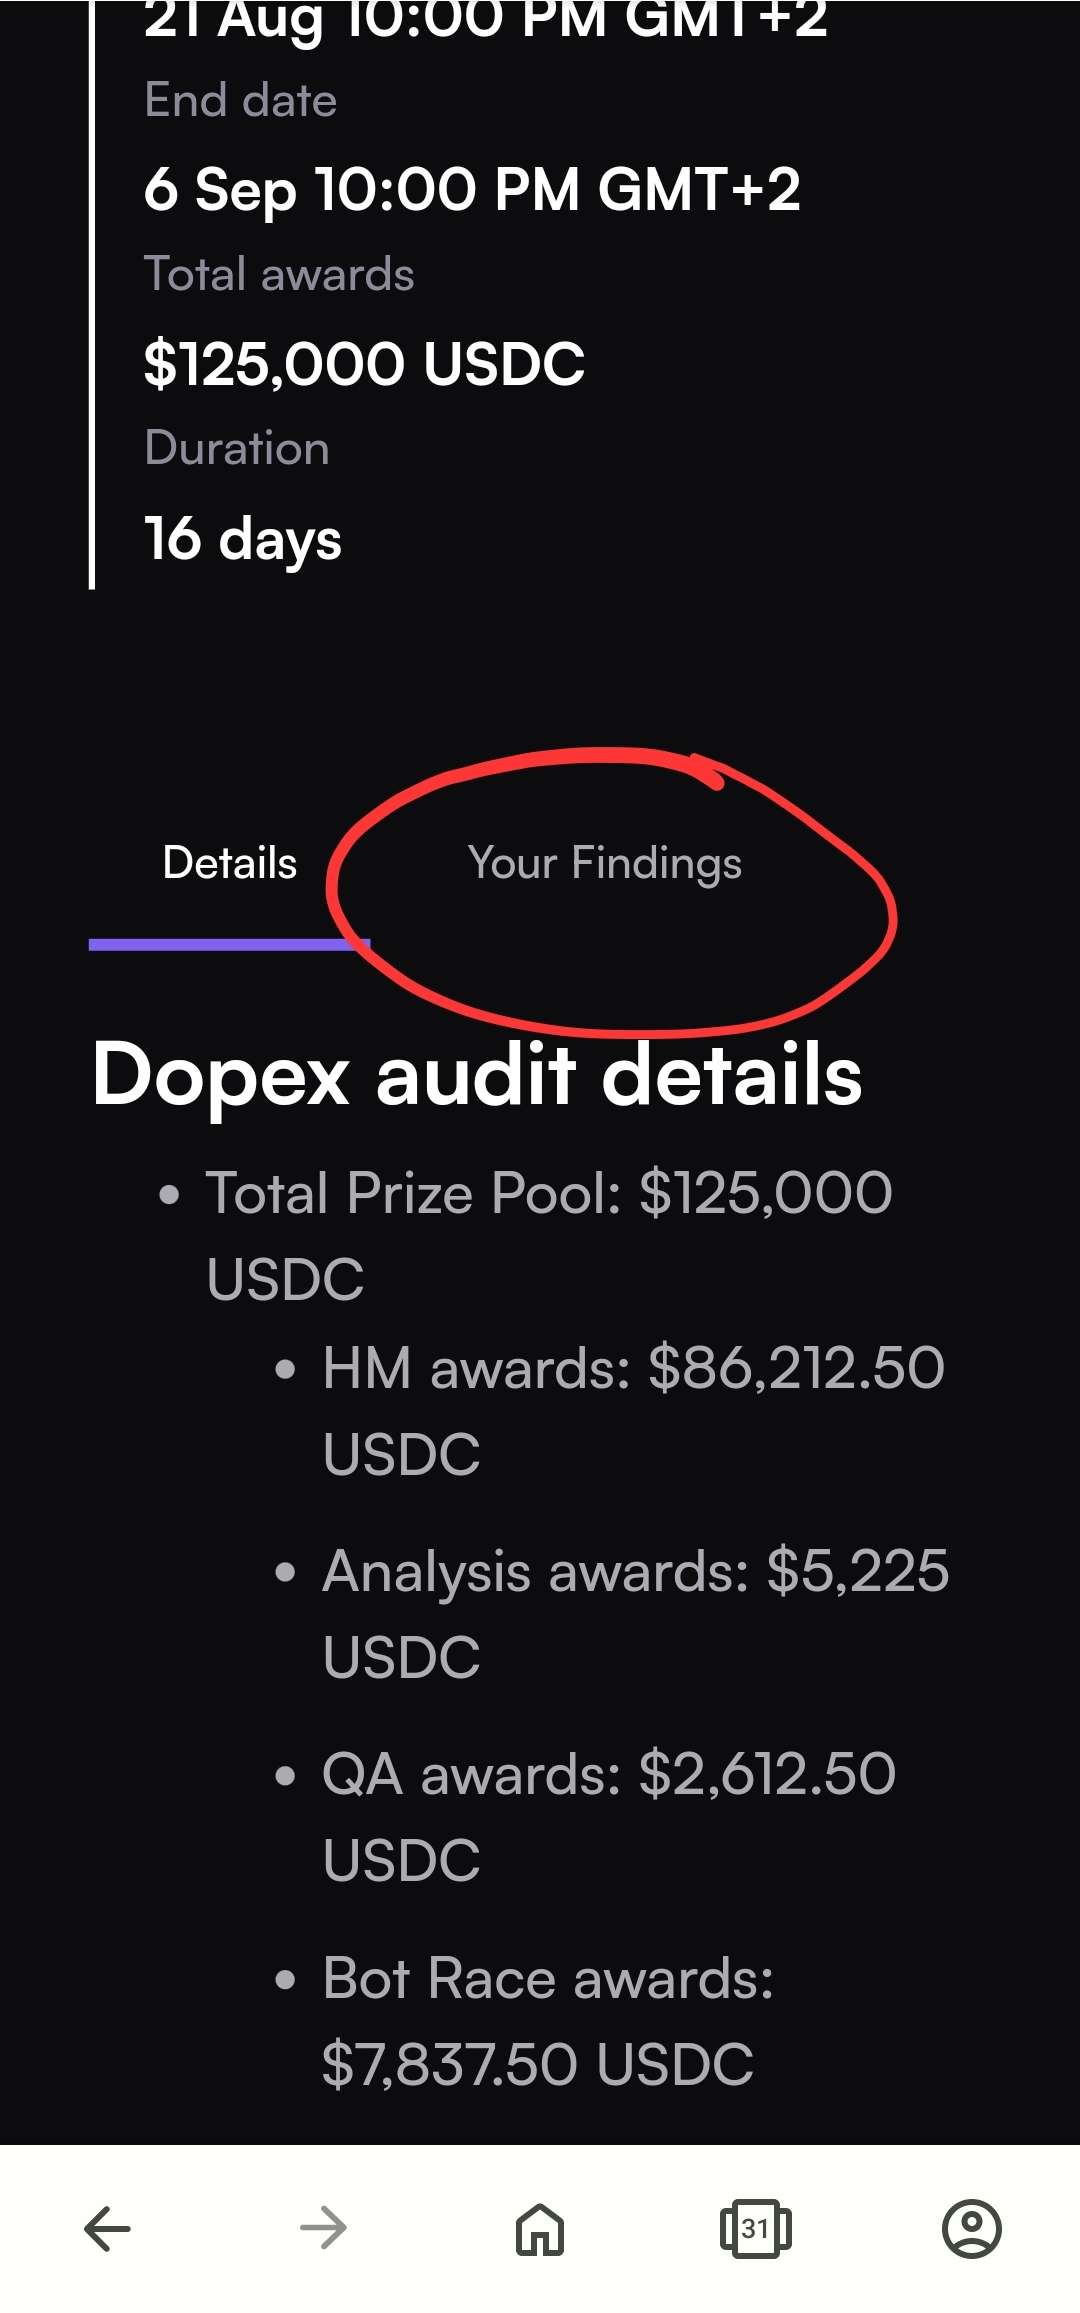 21 Aug 10:00 PM GMT+2
End date
6 Sep 10:00 PM GMT+2
Total awards
$125,000 USDC
Duration
16 days
Details
Your Findings
Dopex audit details
Total Prize Pool: $125,000
USDC
HM awards: $86,212.50
USDC
Analysis awards: $5,225
USDC
QA awards: $2,612.50
USDC
Bot Race awards:
$7,837.50 USDC
31